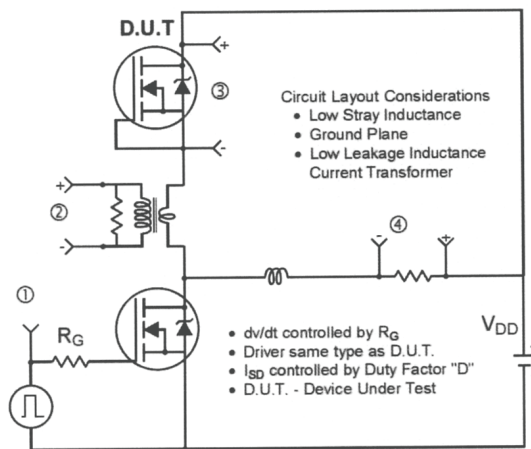 D.U.T
+
③
-
Circuit Layout Considerations
• Low Stray Inductance
• Ground Plane
• Low Leakage Inductance
Current Transformer
+
②
-
-
④
+
①
RG
VDD
• dv/dt controlled by RG
• Driver same type as D.U.T.
• ISD controlled by Duty Factor "D"
• D.U.T. - Device Under Test